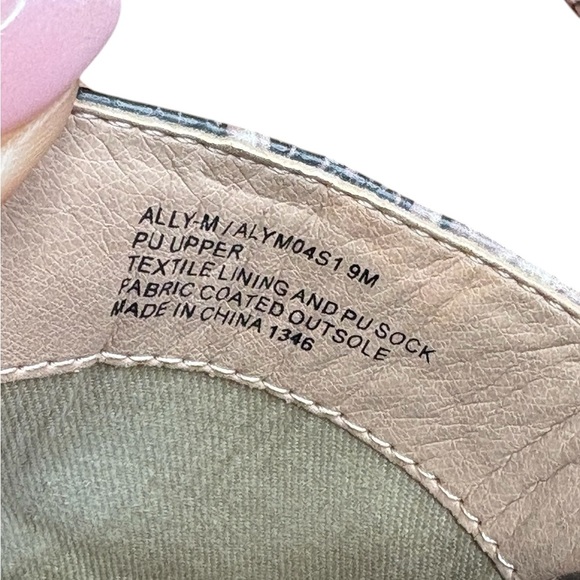 ALLY-M / ALYM04S1 9M
PU UPPER
TEXTILE LINING AND PU SOCK
FABRIC COATED OUTSOLE
MADE IN CHINA 1346